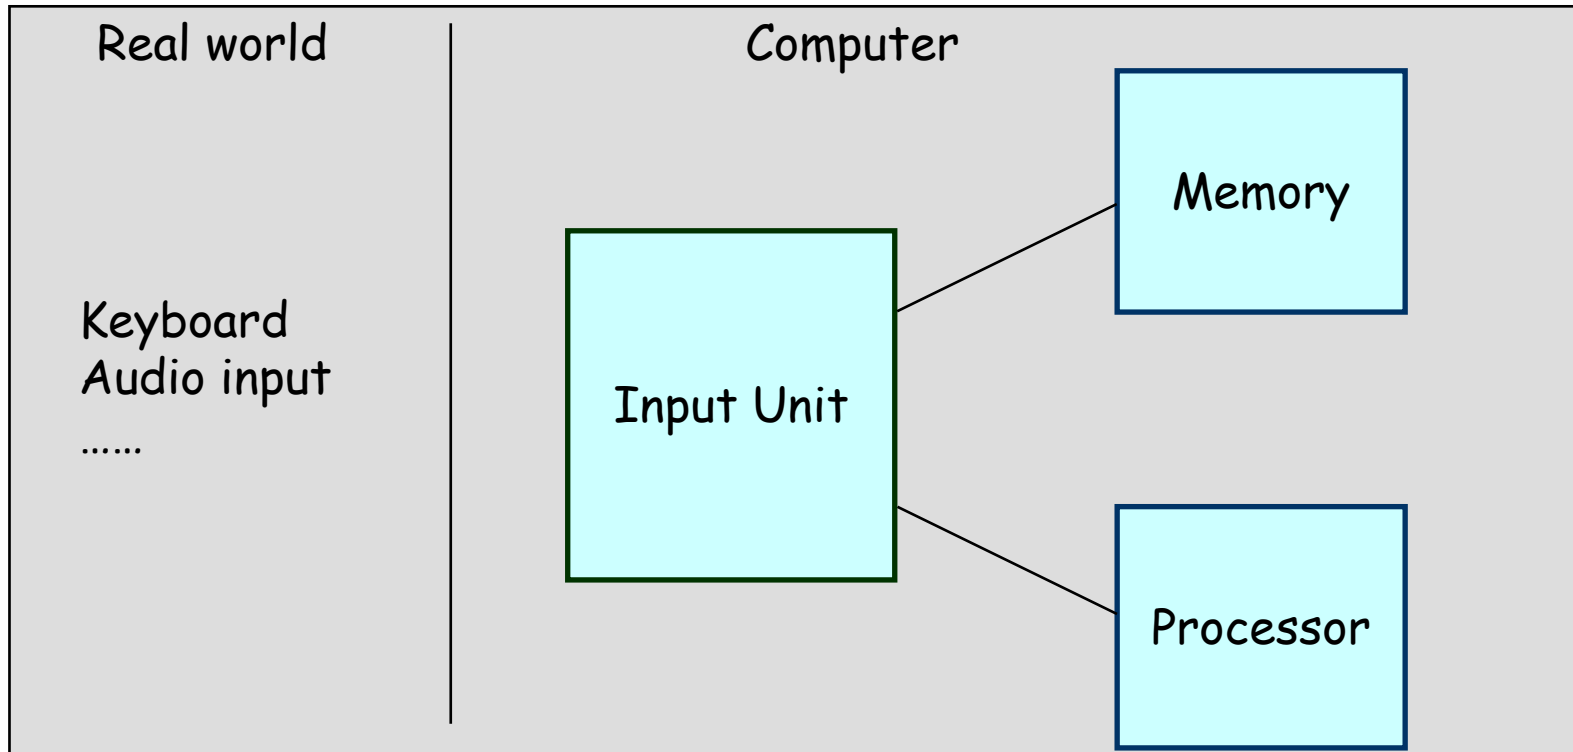 Real world
Computer
Memory
Keyboard
Audio input
……
Input Unit
Processor